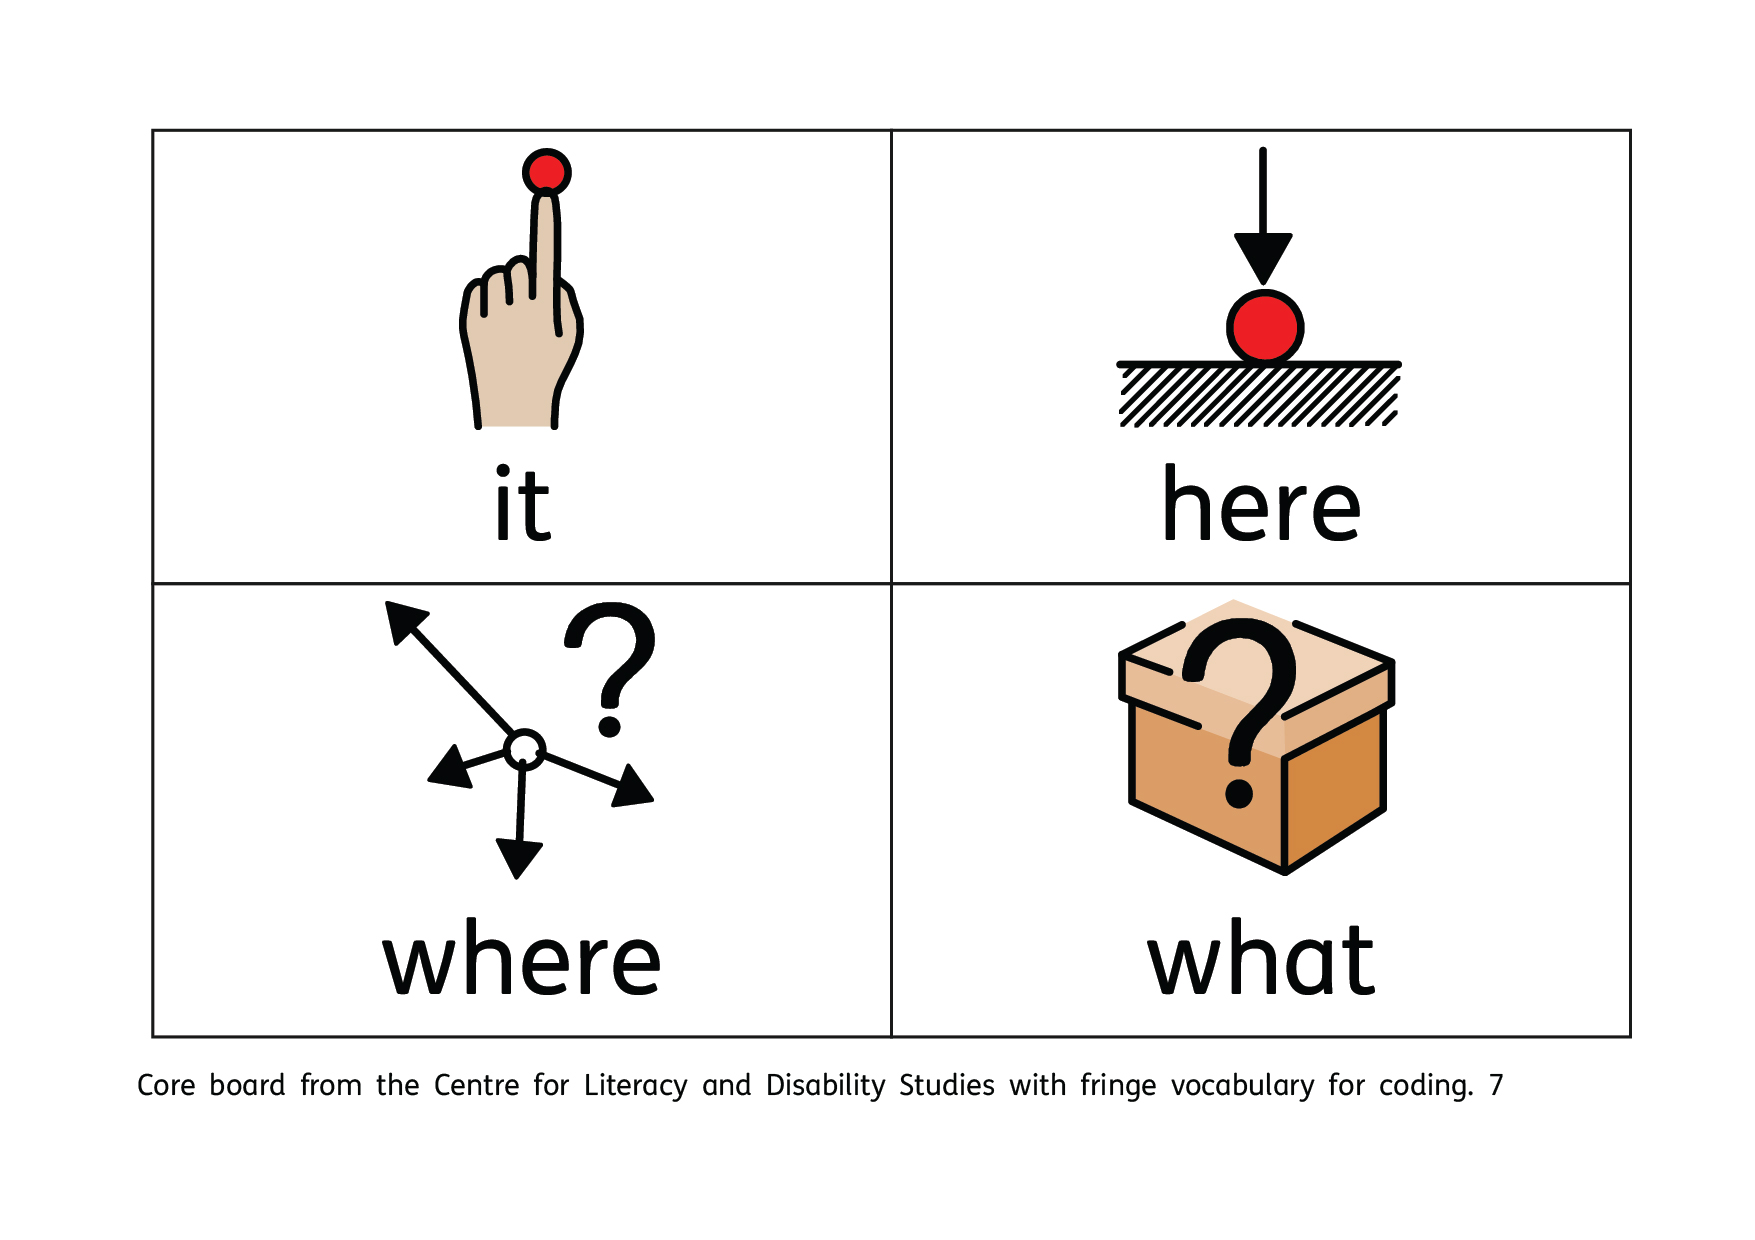 it
here
?
where
?
what
Core board from the Centre for Literacy and Disability Studies with fringe vocabulary for coding. 7